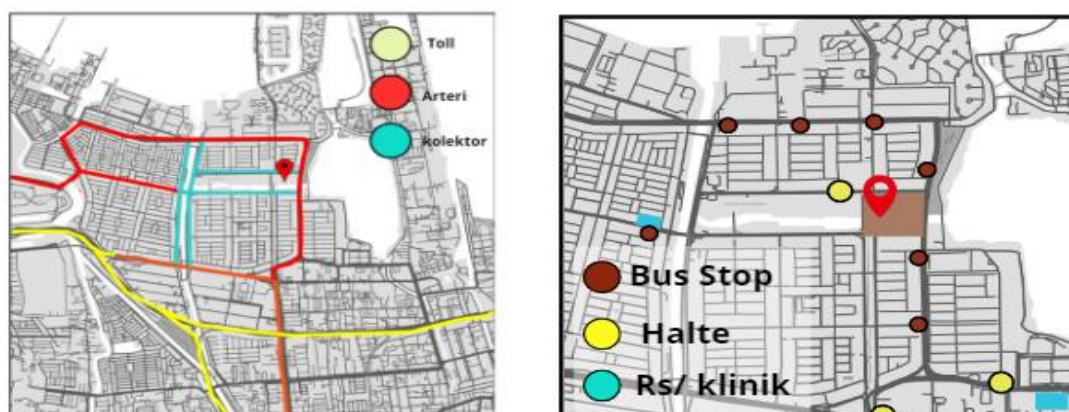 Toll
Arteri
kolektor
Bus Stop
Halte
Rs/ klinik